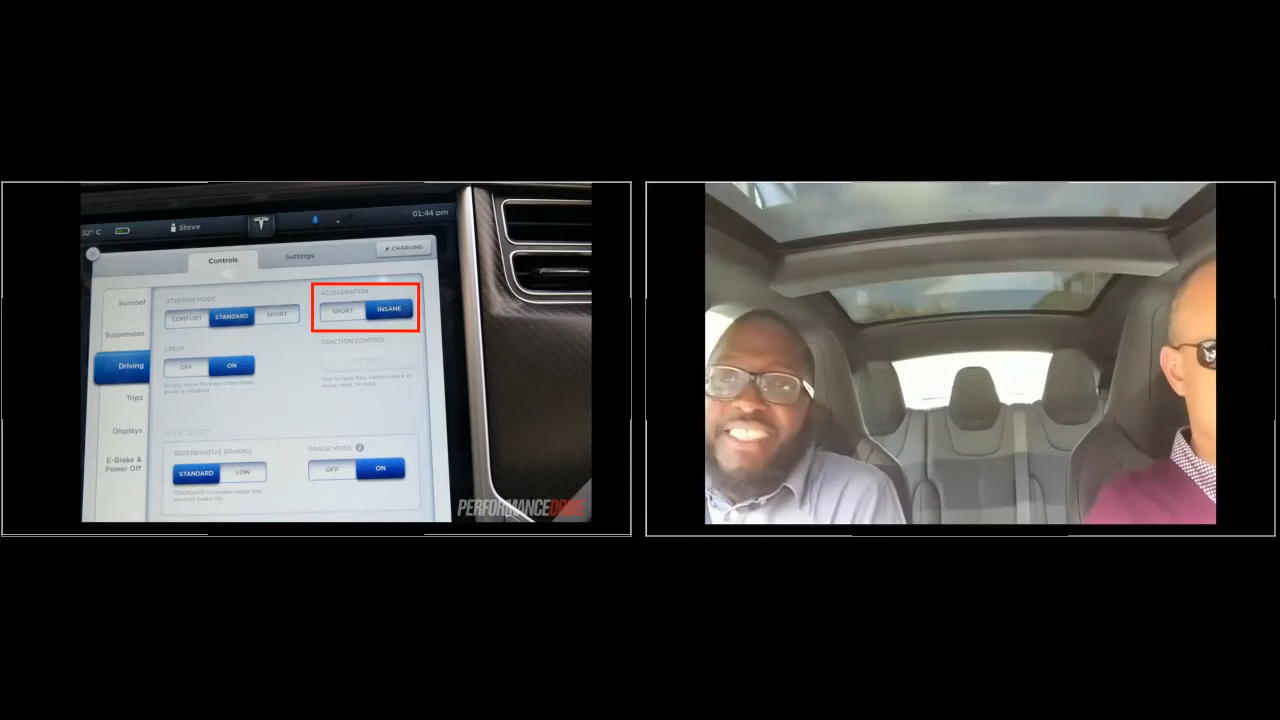 32° C
Steve
01:44 pm
Controls
Settings
CHARGING
Sunroof
Suspension
Driving
Trips
Displays
E-Brake &
Power Off
STEERING MODE
COMFORT
STANDARD
SPORT
ACCELERATION
SPORT
INSANE
CREEP
OFF
ON
TRACTION CONTROL
EFFICIENCY
REGENERATIVE BRAKING
STANDARD
LOW
RANGE MODE
OFF
ON
PERFORMANCEDRIVE